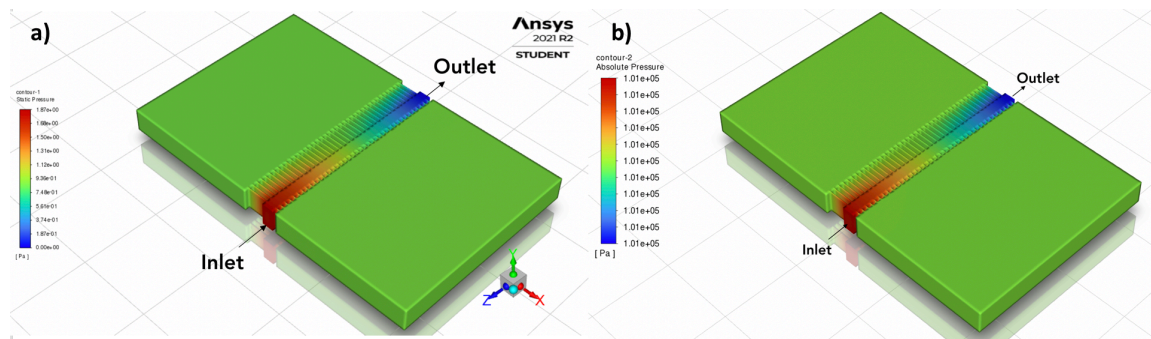 a)
Ansys
2021 R2
STUDENT
contour-1
Static Pressure
1.87e+00
1.68e+00
1.50e+00
1.31e+00
1.12e+00
9.36e-01
7.48e-01
5.61e-01
3.74e-01
1.87e-01
0.00e+00
[ Pa ]
Inlet
Outlet
Y
Z
X
b)
contour-2
Absolute Pressure
1.01e+05
1.01e+05
1.01e+05
1.01e+05
1.01e+05
1.01e+05
1.01e+05
1.01e+05
1.01e+05
1.01e+05
1.01e+05
[ Pa ]
Inlet
Outlet